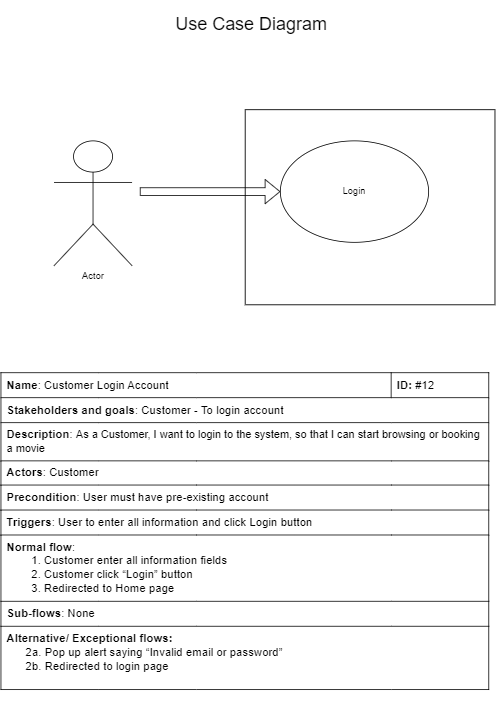 Use Case Diagram
Login
Actor
Name: Customer Login Account
ID: #12
Stakeholders and goals: Customer - To login account
Description: As a Customer, I want to login to the system, so that I can start browsing or booking
a movie
Actors: Customer
Precondition: User must have pre-existing account
Triggers: User to enter all information and click Login button
Normal flow:
1. Customer enter all information fields
2. Customer click “Login” button
3. Redirected to Home page
Sub-flows: None
Alternative/ Exceptional flows:
2a. Pop up alert saying “Invalid email or password”
2b. Redirected to login page